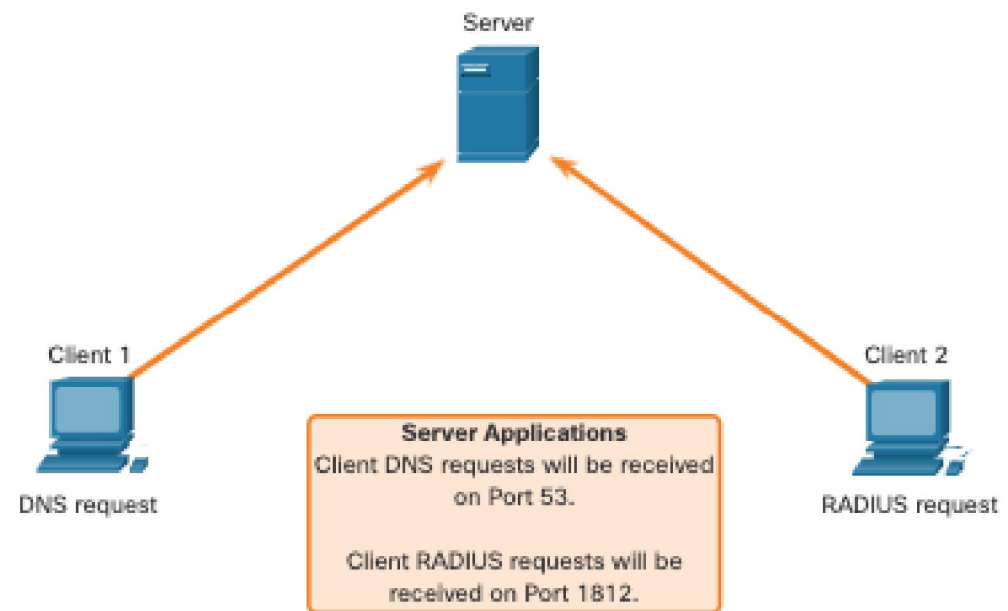 Server
Client 1
Client 2
DNS request
RADIUS request
Server Applications
Client DNS requests will be received
on Port 53.
Client RADIUS requests will be
received on Port 1812.